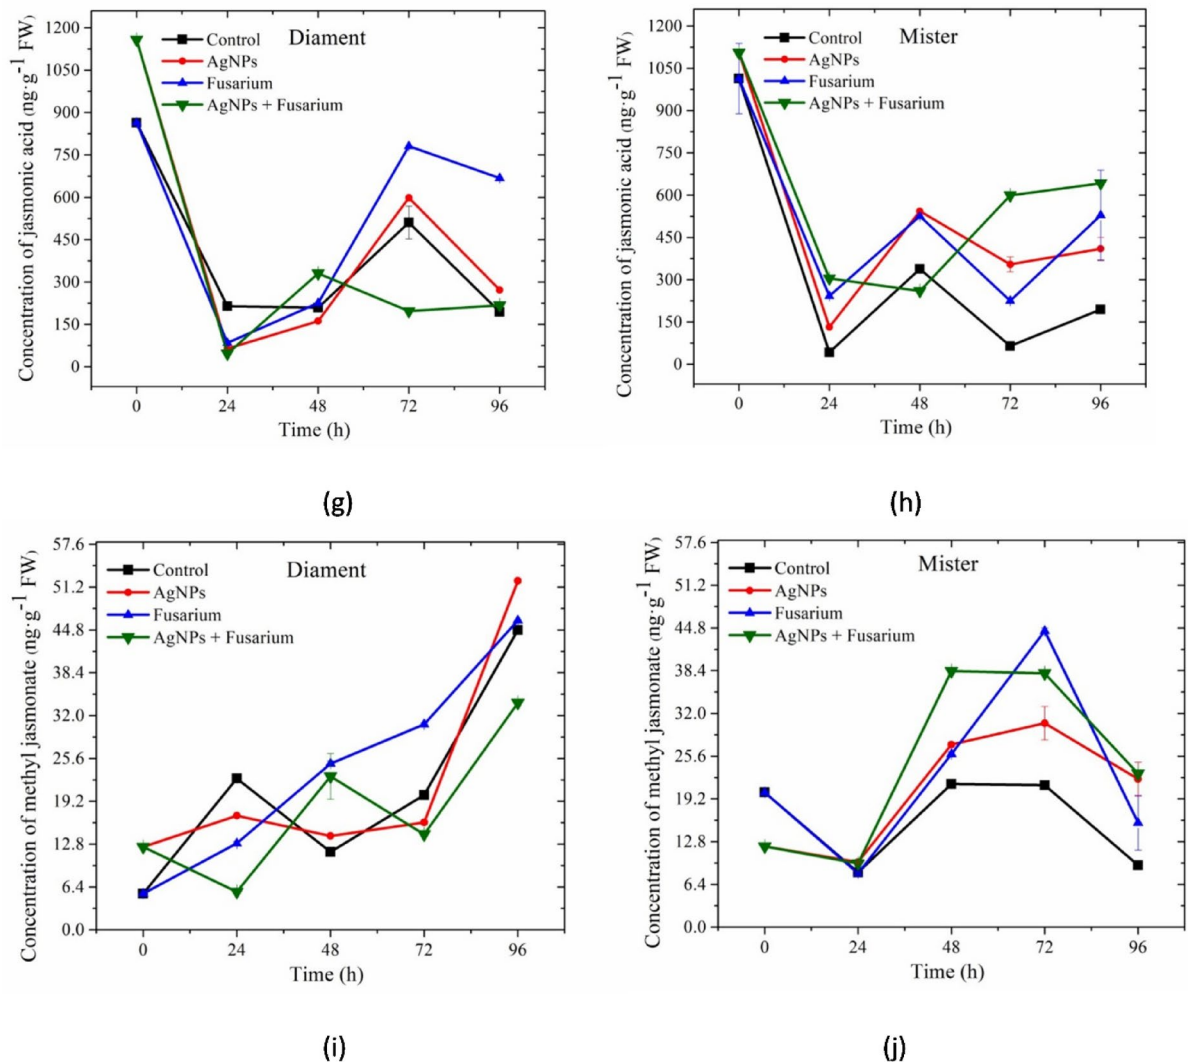 Diament
Control
AgNPs
Fusarium
AgNPs + Fusarium
Concentration of jasmonic acid (ng·g-1 FW)
1200
1050
900
750
600
450
300
150
0
0 24 48 72 96
Time (h)
(g)
Mister
Control
AgNPs
Fusarium
AgNPs + Fusarium
Concentration of jasmonic acid (ng·g-1 FW)
1200
1050
900
750
600
450
300
150
0
0 24 48 72 96
Time (h)
(h)
Diament
Control
AgNPs
Fusarium
AgNPs + Fusarium
Concentration of methyl jasmonate (ng·g-1 FW)
57.6
51.2
44.8
38.4
32.0
25.6
19.2
12.8
6.4
0.0
0 24 48 72 96
Time (h)
(i)
Mister
Control
AgNPs
Fusarium
AgNPs + Fusarium
Concentration of methyl jasmonate (ng·g-1 FW)
57.6
51.2
44.8
38.4
32.0
25.6
19.2
12.8
6.4
0.0
0 24 48 72 96
Time (h)
(j)